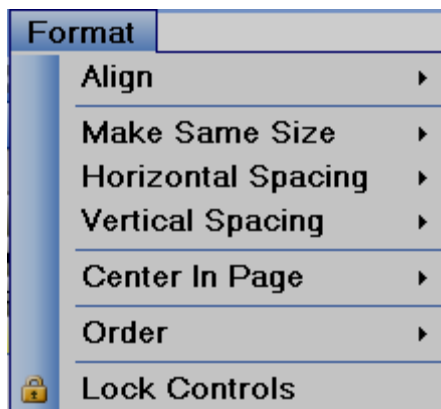 Format
Align
Make Same Size
Horizontal Spacing
Vertical Spacing
Center In Page
Order
Lock Controls